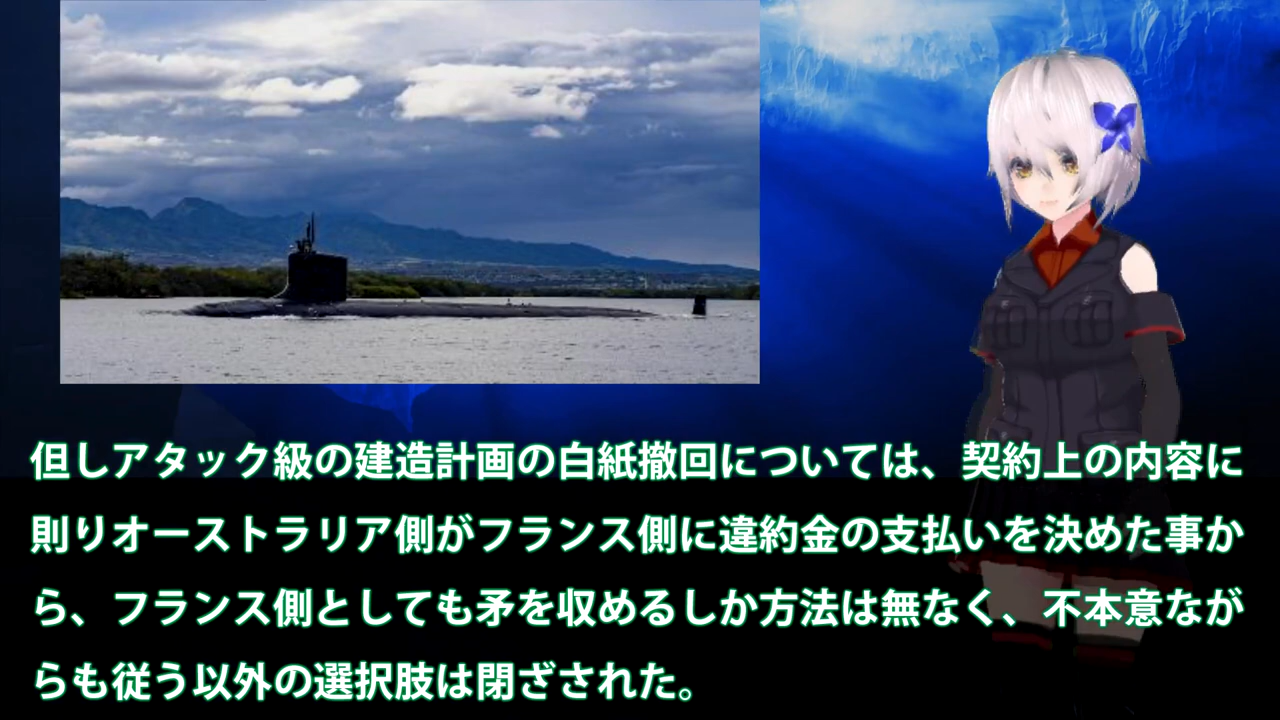 但しアタック級の建造計画の白紙撤回については、契約上の内容に
則りオーストラリア側がフランス側に違約金の支払いを決めた事か
ら、フランス側としても矛を収めるしか方法は無なく、不本意なが
らも従う以外の選択肢は閉ざされた。